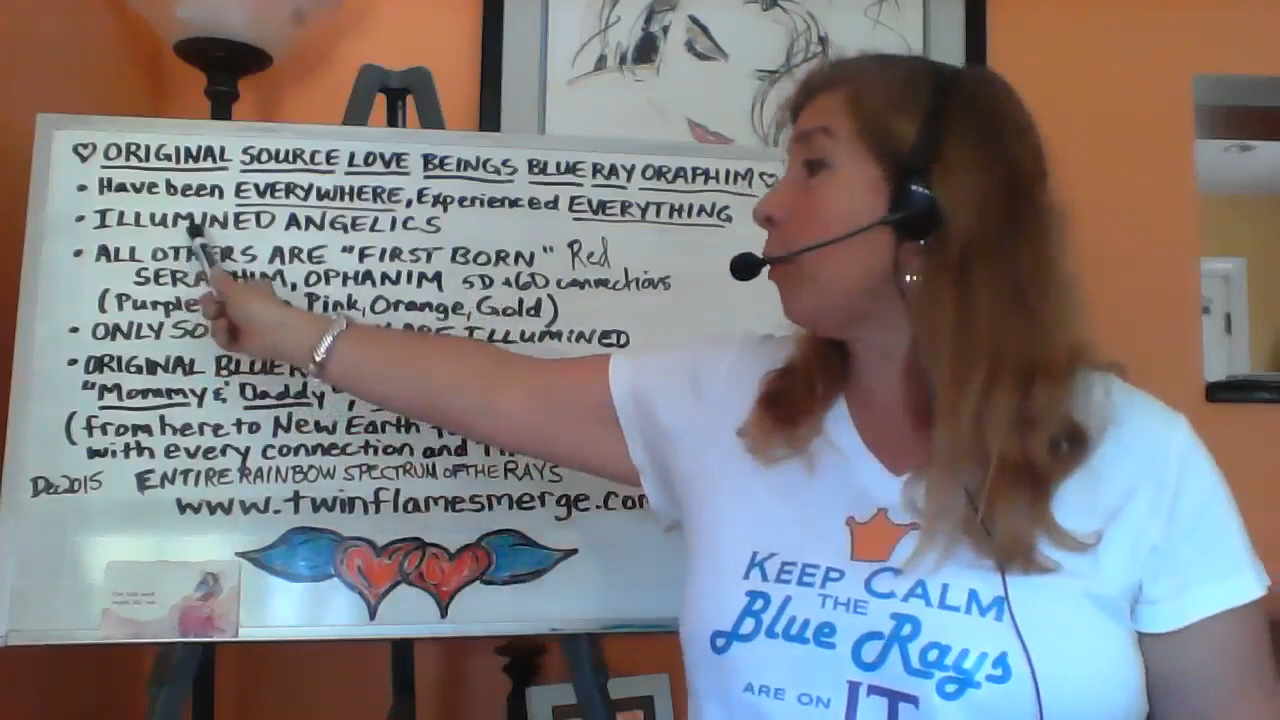 ♡ ORIGINAL SOURCE LOVE BEINGS BLUE RAY ORAPHIM ♡
• Have been EVERYWHERE, Experienced EVERYTHING
• ILLUMINED ANGELICS
• ALL OTHERS ARE "FIRST BORN" Red
SERAPHIM, OPHANIM 5D & 6D connections
(Purple Pink, Orange, Gold)
• ONLY ARE ILLUMINED
• ORIGINAL BLUE
"Mommy & Daddy"
(from here to New Earth
with every connection and
Dec 2015 ENTIRE RAINBOW SPECTRUM OF THE RAYS
www.twinflamesmerge.com
KEEP CALM
THE
Blue Rays
ARE ON IT